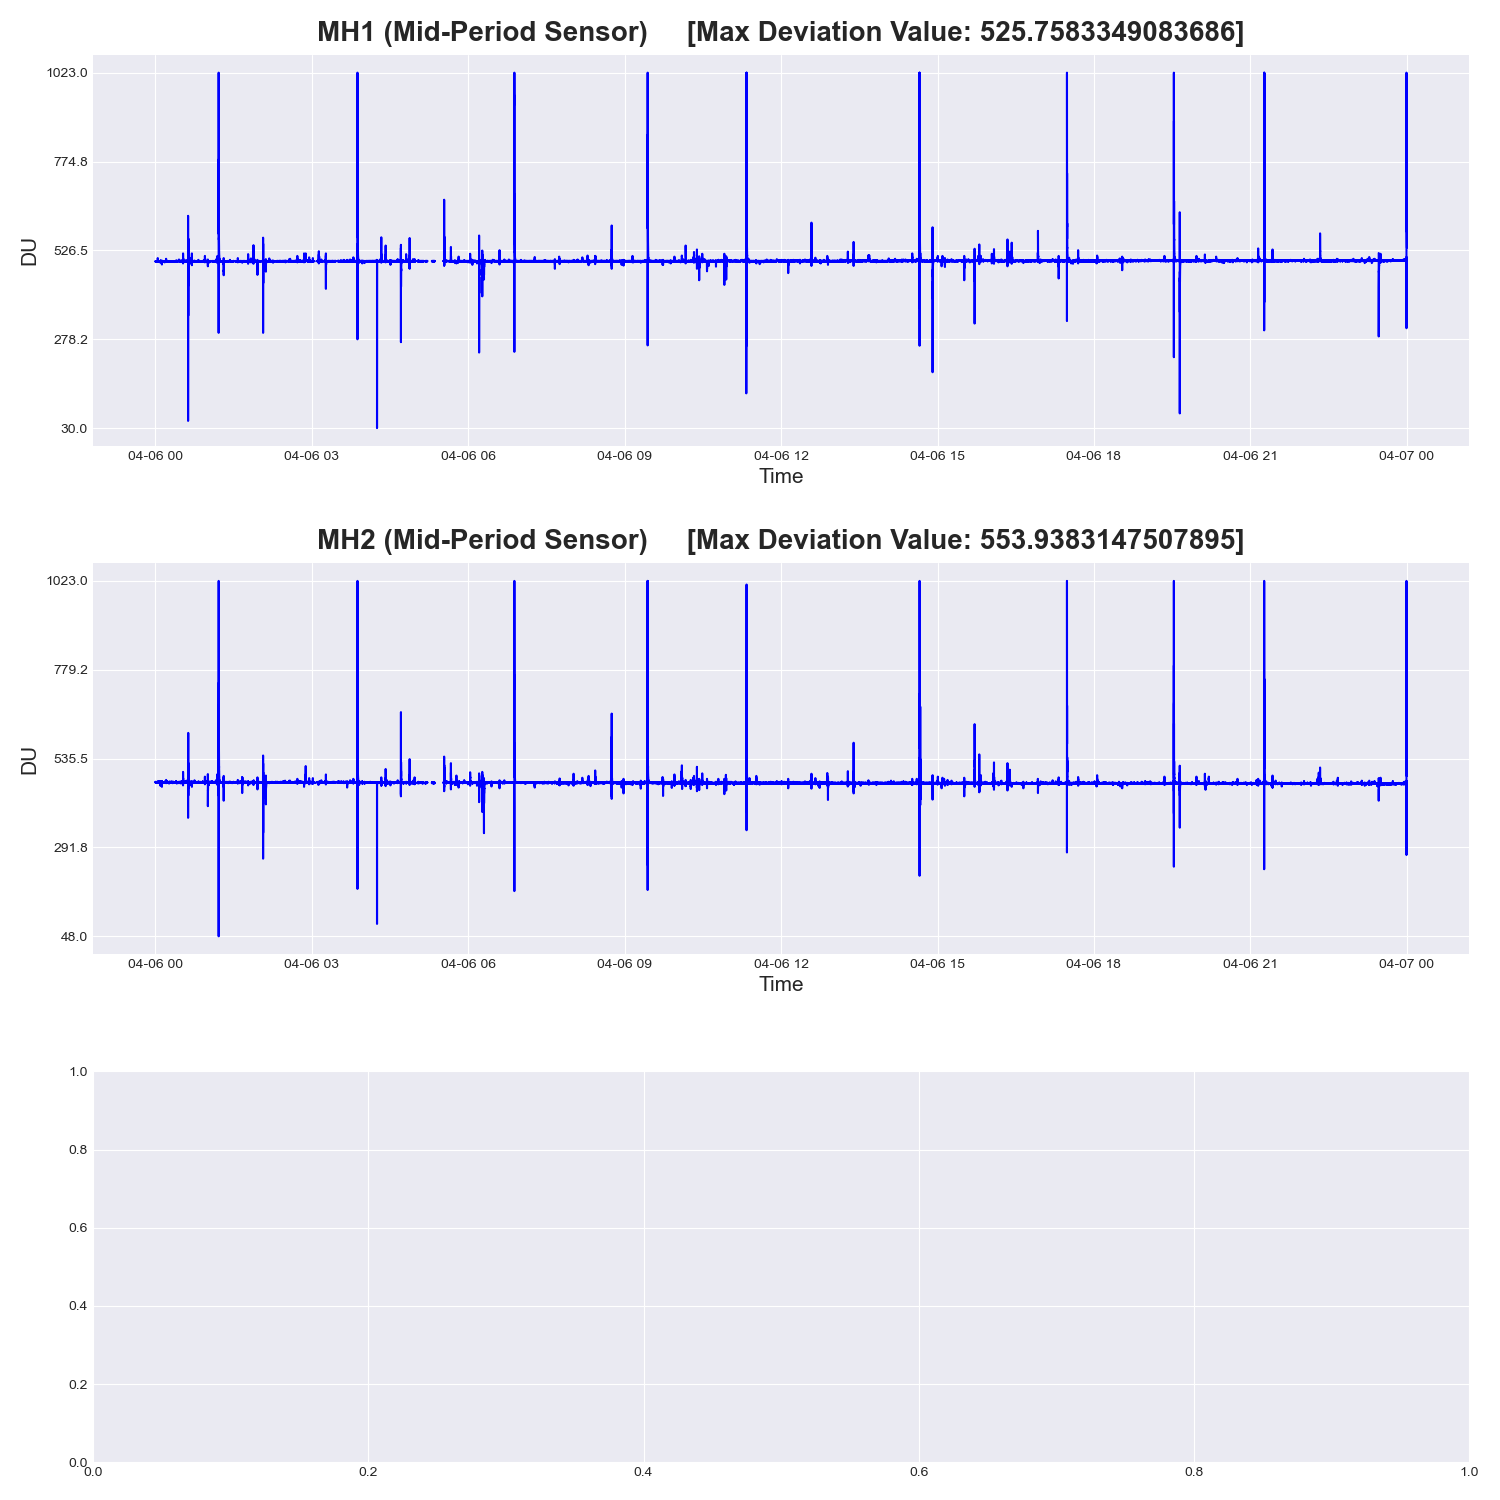 MH1 (Mid-Period Sensor) [Max Deviation Value: 525.7583349083686]
1023.0
774.8
526.5
278.2
30.0
DU
04-06 00 04-06 03 04-06 06 04-06 09 04-06 12 04-06 15 04-06 18 04-06 21 04-07 00
Time
MH2 (Mid-Period Sensor) [Max Deviation Value: 553.9383147507895]
1023.0
779.2
535.5
291.8
48.0
DU
04-06 00 04-06 03 04-06 06 04-06 09 04-06 12 04-06 15 04-06 18 04-06 21 04-07 00
Time
1.0
0.8
0.6
0.4
0.2
0.0
0.0 0.2 0.4 0.6 0.8 1.0